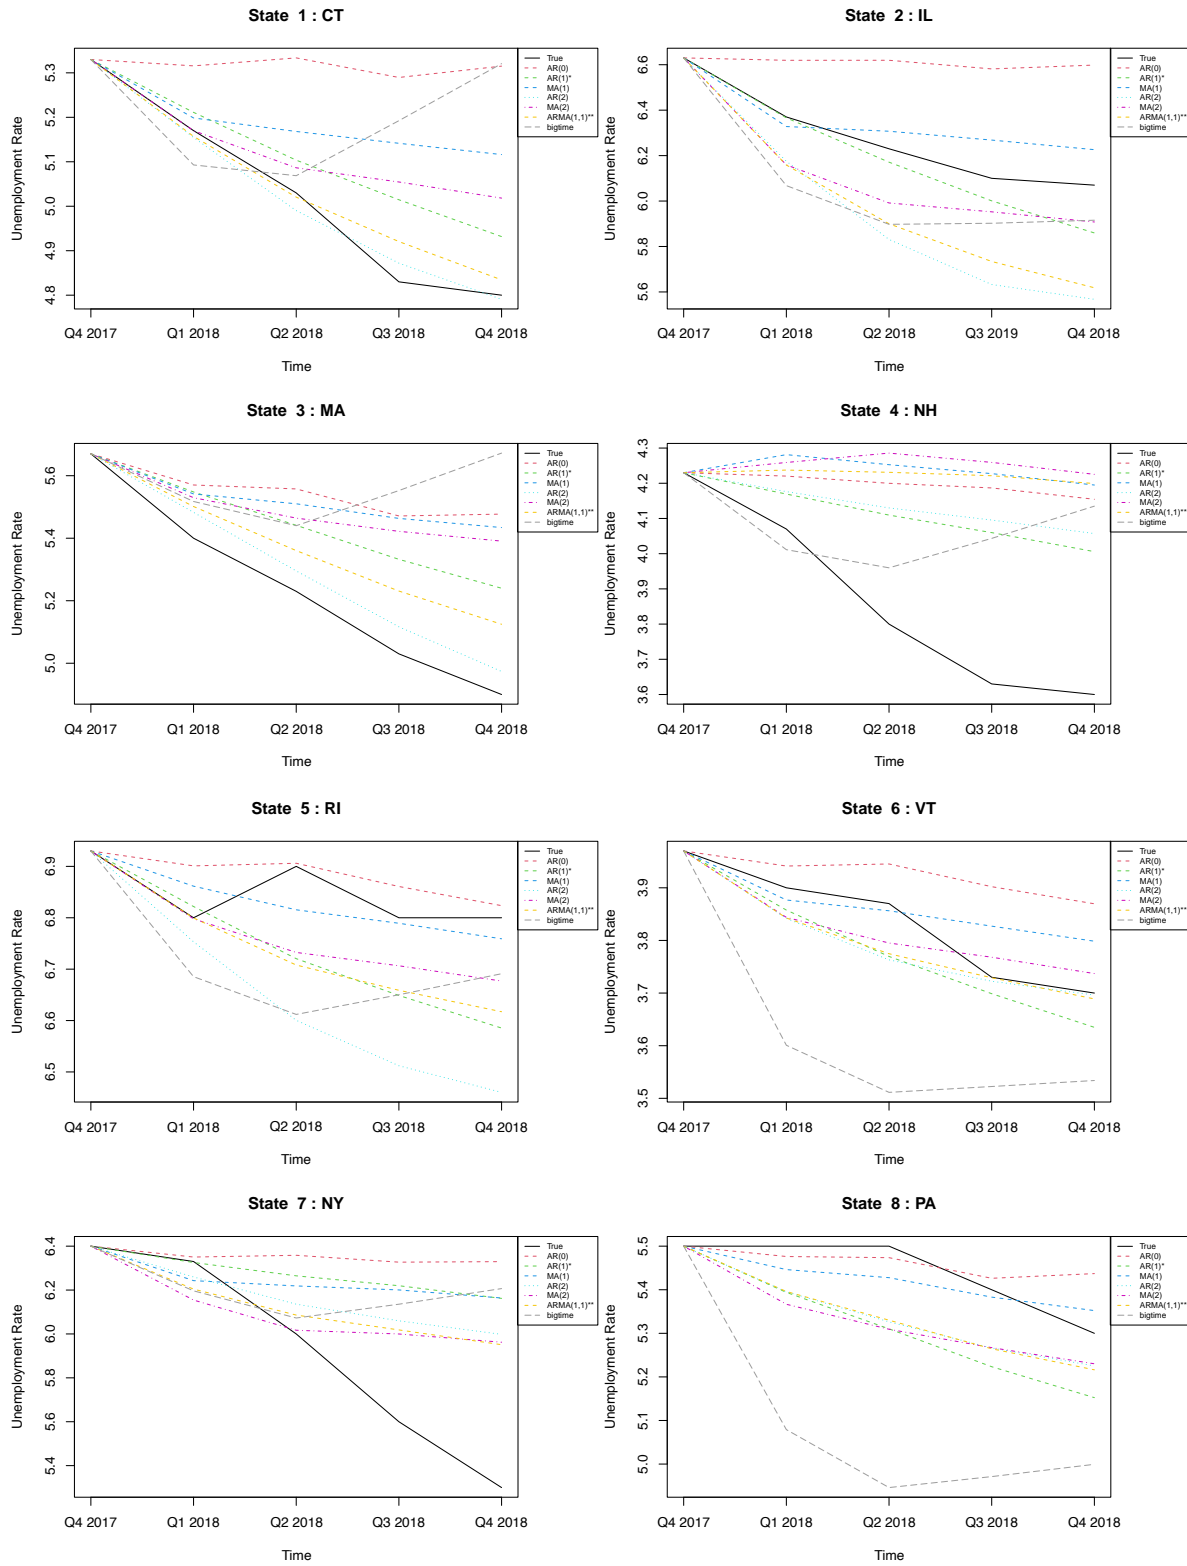 State 1 : CT
Unemployment Rate
5.3
5.2
5.1
5.0
4.9
4.8
Q4 2017 Q1 2018 Q2 2018 Q3 2018 Q4 2018
Time
True
AR(0)
AR(1)*
MA(1)
AR(2)
MA(2)
ARMA(1,1)**
bigtime
State 2 : IL
Unemployment Rate
6.6
6.4
6.2
6.0
5.8
5.6
Q4 2017 Q1 2018 Q2 2018 Q3 2019 Q4 2018
Time
True
AR(0)
AR(1)*
MA(1)
AR(2)
MA(2)
ARMA(1,1)**
bigtime
State 3 : MA
Unemployment Rate
5.6
5.4
5.2
5.0
Q4 2017 Q1 2018 Q2 2018 Q3 2018 Q4 2018
Time
True
AR(0)
AR(1)*
MA(1)
AR(2)
MA(2)
ARMA(1,1)**
bigtime
State 4 : NH
Unemployment Rate
4.3
4.2
4.1
4.0
3.9
3.8
3.7
3.6
Q4 2017 Q1 2018 Q2 2018 Q3 2018 Q4 2018
Time
True
AR(0)
AR(1)*
MA(1)
AR(2)
MA(2)
ARMA(1,1)**
bigtime
State 5 : RI
Unemployment Rate
6.9
6.8
6.7
6.6
6.5
Q4 2017 Q1 2018 Q2 2018 Q3 2018 Q4 2018
Time
True
AR(0)
AR(1)*
MA(1)
AR(2)
MA(2)
ARMA(1,1)**
bigtime
State 6 : VT
Unemployment Rate
3.9
3.8
3.7
3.6
3.5
Q4 2017 Q1 2018 Q2 2018 Q3 2018 Q4 2018
Time
True
AR(0)
AR(1)*
MA(1)
AR(2)
MA(2)
ARMA(1,1)**
bigtime
State 7 : NY
Unemployment Rate
6.4
6.2
6.0
5.8
5.6
5.4
Q4 2017 Q1 2018 Q2 2018 Q3 2018 Q4 2018
Time
True
AR(0)
AR(1)*
MA(1)
AR(2)
MA(2)
ARMA(1,1)**
bigtime
State 8 : PA
Unemployment Rate
5.5
5.4
5.3
5.2
5.1
5.0
Q4 2017 Q1 2018 Q2 2018 Q3 2018 Q4 2018
Time
True
AR(0)
AR(1)*
MA(1)
AR(2)
MA(2)
ARMA(1,1)**
bigtime